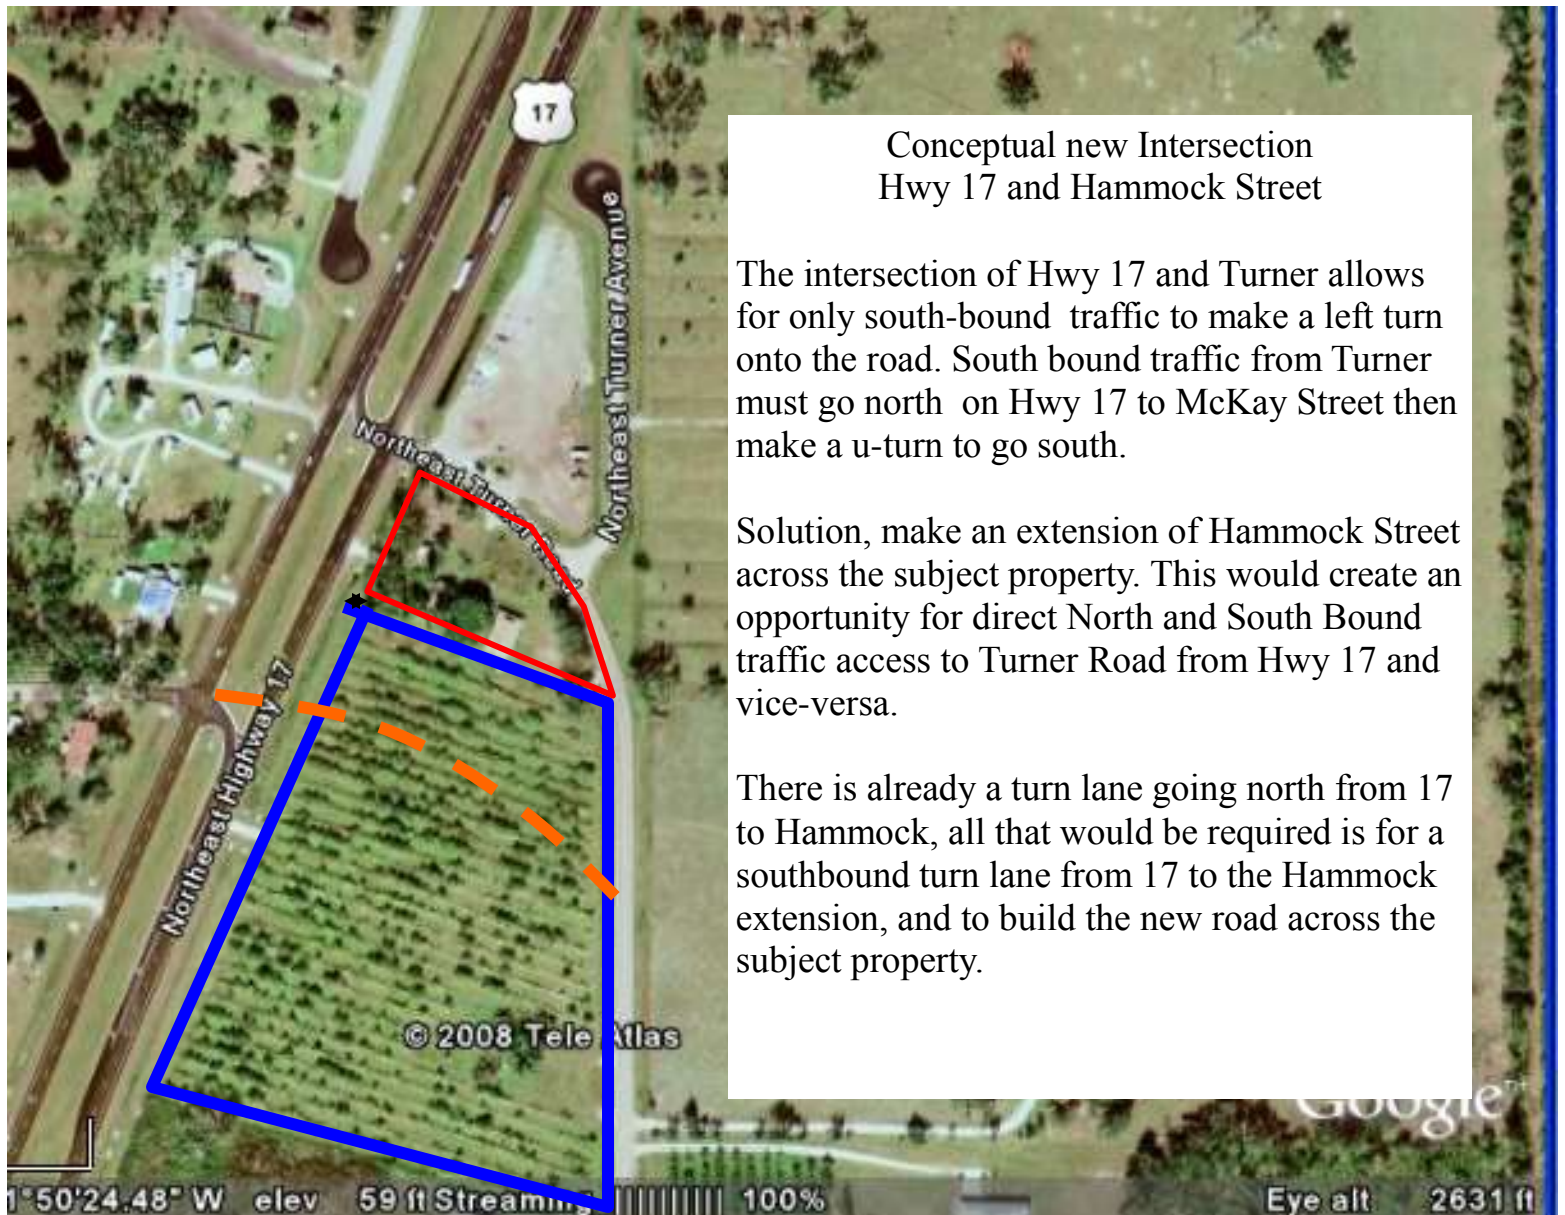 17
Conceptual new Intersection
Hwy 17 and Hammock Street
The intersection of Hwy 17 and Turner allows
for only south-bound traffic to make a left turn
onto the road. South bound traffic from Turner
must go north on Hwy 17 to McKay Street then
make a u-turn to go south.
Solution, make an extension of Hammock Street
across the subject property. This would create an
opportunity for direct North and South Bound
traffic access to Turner Road from Hwy 17 and
vice-versa.
There is already a turn lane going north from 17
to Hammock, all that would be required is for a
southbound turn lane from 17 to the Hammock
extension, and to build the new road across the
subject property.
Northeast Turner Avenue
Northeast Turner Road
Northeast Highway 17
© 2008 Tele Atlas
Google™
1°50'24.48" W elev 59 ft Streaming |||||||||| 100% Eye alt 2631 ft